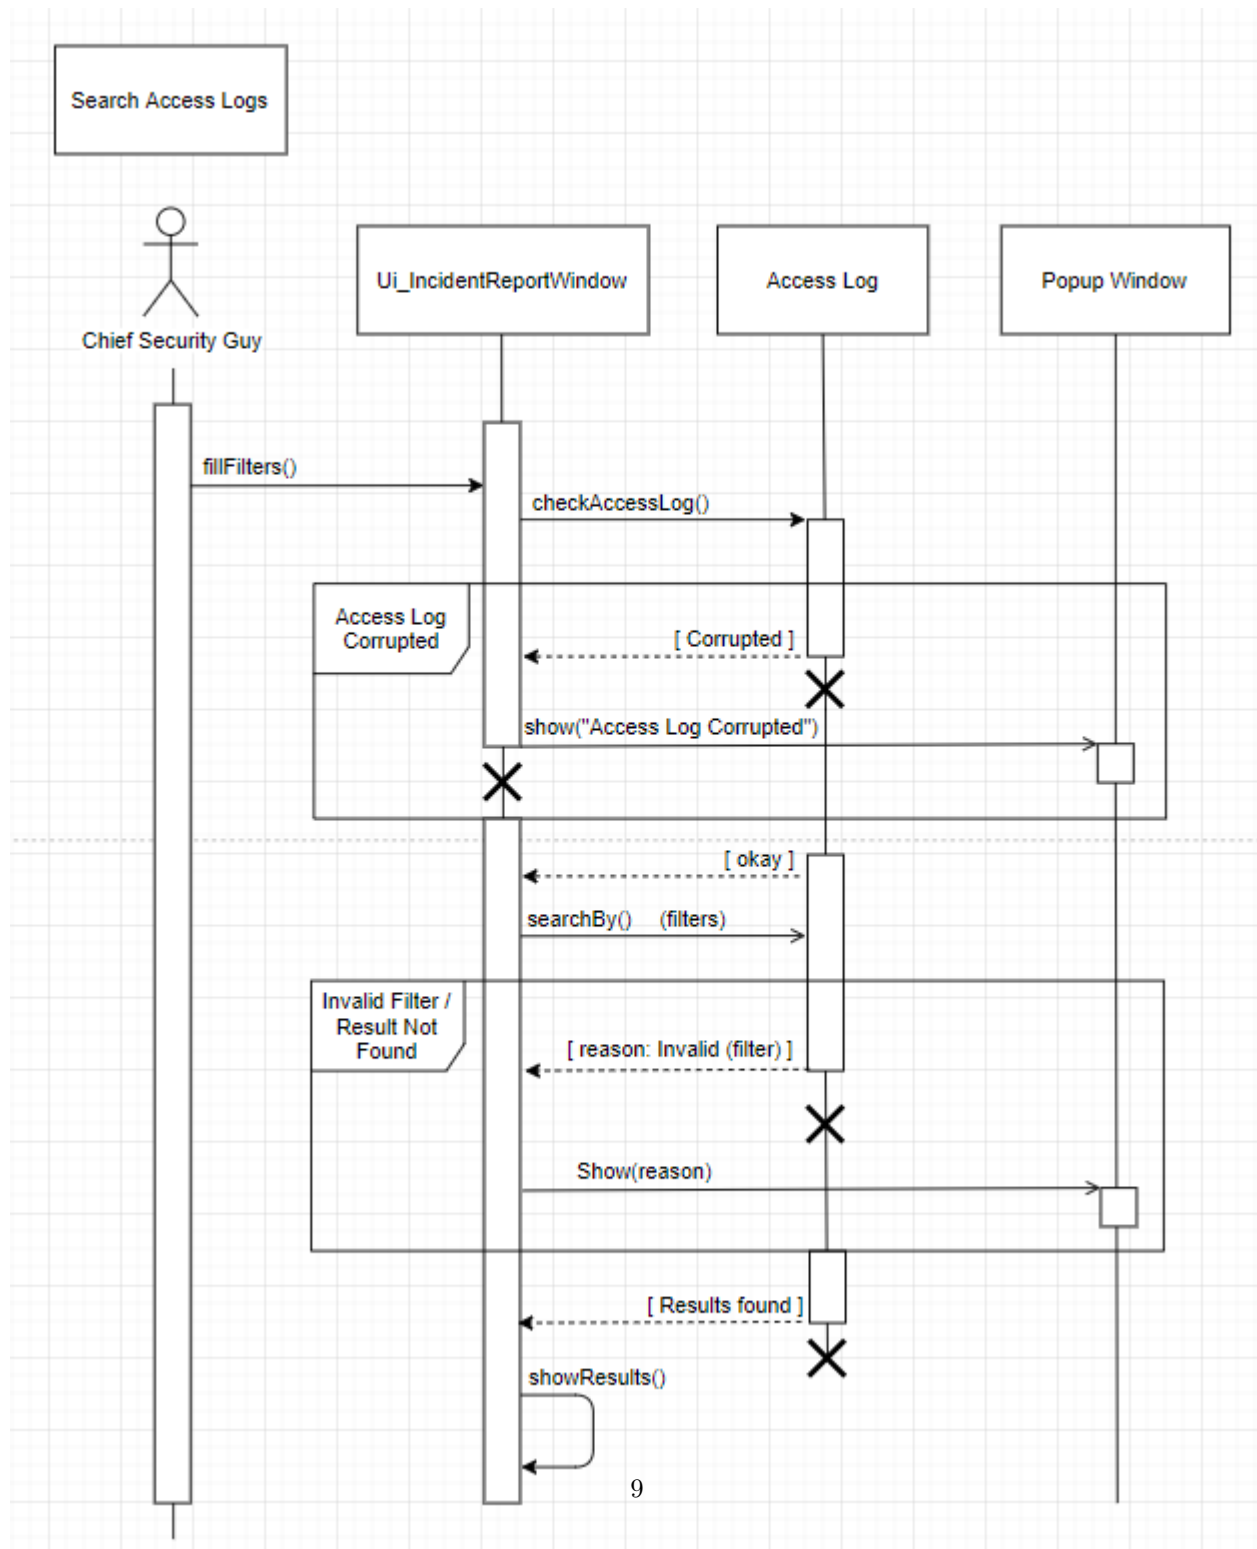 Search Access Logs
Chief Security Guy
Ui_IncidentReportWindow
Access Log
Popup Window
fillFilters()
checkAccessLog()
Access Log
Corrupted
[ Corrupted ]
show("Access Log Corrupted")
[ okay ]
searchBy() (filters)
Invalid Filter /
Result Not
Found
[ reason: Invalid (filter) ]
Show(reason)
[ Results found ]
showResults()
9